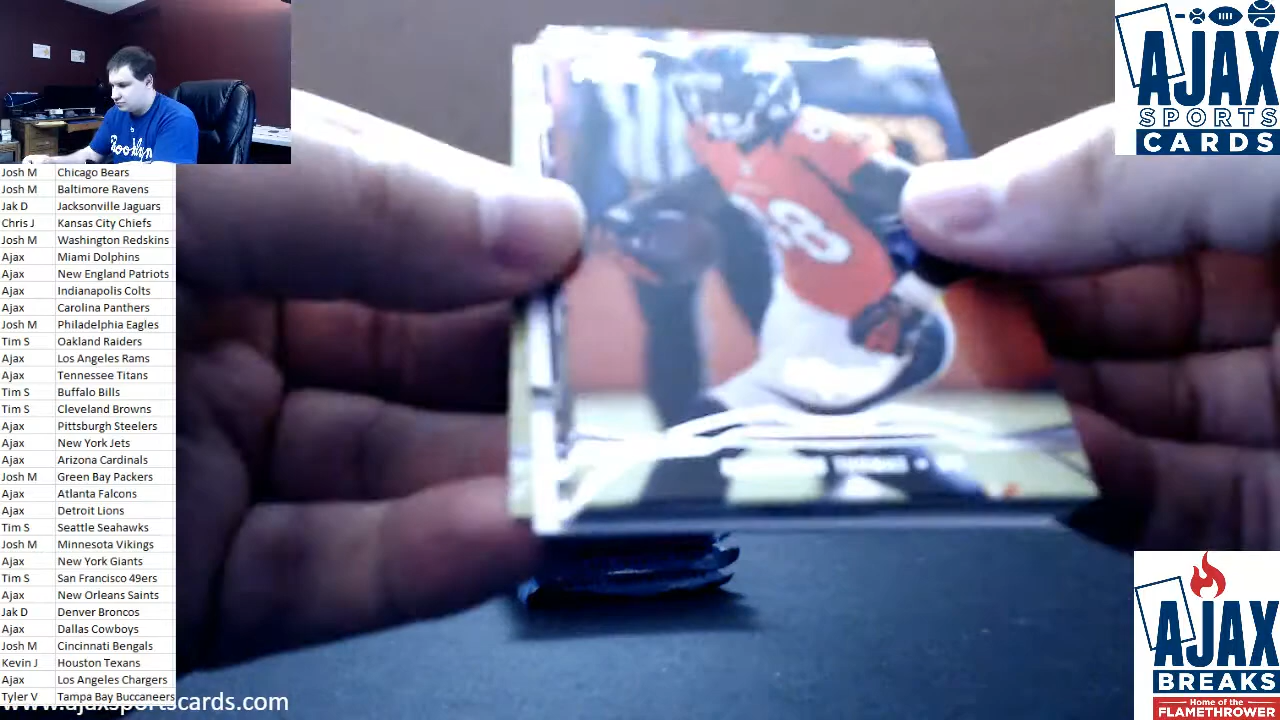 Brooklyn
88
Josh M Chicago Bears
Josh M Baltimore Ravens
Jak D Jacksonville Jaguars
Chris J Kansas City Chiefs
Josh M Washington Redskins
Ajax Miami Dolphins
Ajax New England Patriots
Ajax Indianapolis Colts
Ajax Carolina Panthers
Josh M Philadelphia Eagles
Tim S Oakland Raiders
Ajax Los Angeles Rams
Ajax Tennessee Titans
Tim S Buffalo Bills
Tim S Cleveland Browns
Ajax Pittsburgh Steelers
Ajax New York Jets
Ajax Arizona Cardinals
Josh M Green Bay Packers
Ajax Atlanta Falcons
Ajax Detroit Lions
Tim S Seattle Seahawks
Josh M Minnesota Vikings
Ajax New York Giants
Tim S San Francisco 49ers
Ajax New Orleans Saints
Jak D Denver Broncos
Ajax Dallas Cowboys
Josh M Cincinnati Bengals
Kevin J Houston Texans
Ajax Los Angeles Chargers
Tyler V Tampa Bay Buccaneers
www.ajaxsportscards.com
AJAX
SPORTS
CARDS
AJAX
BREAKS
Home of the
FLAMETHROWER